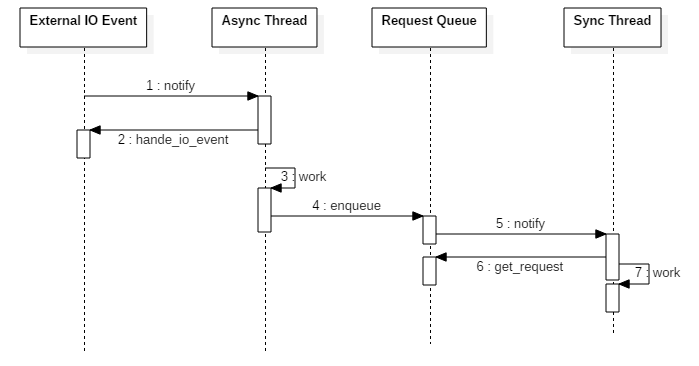 External IO Event
Async Thread
Request Queue
Sync Thread
1 : notify
2 : hande_io_event
3 : work
4 : enqueue
5 : notify
6 : get_request
7 : work